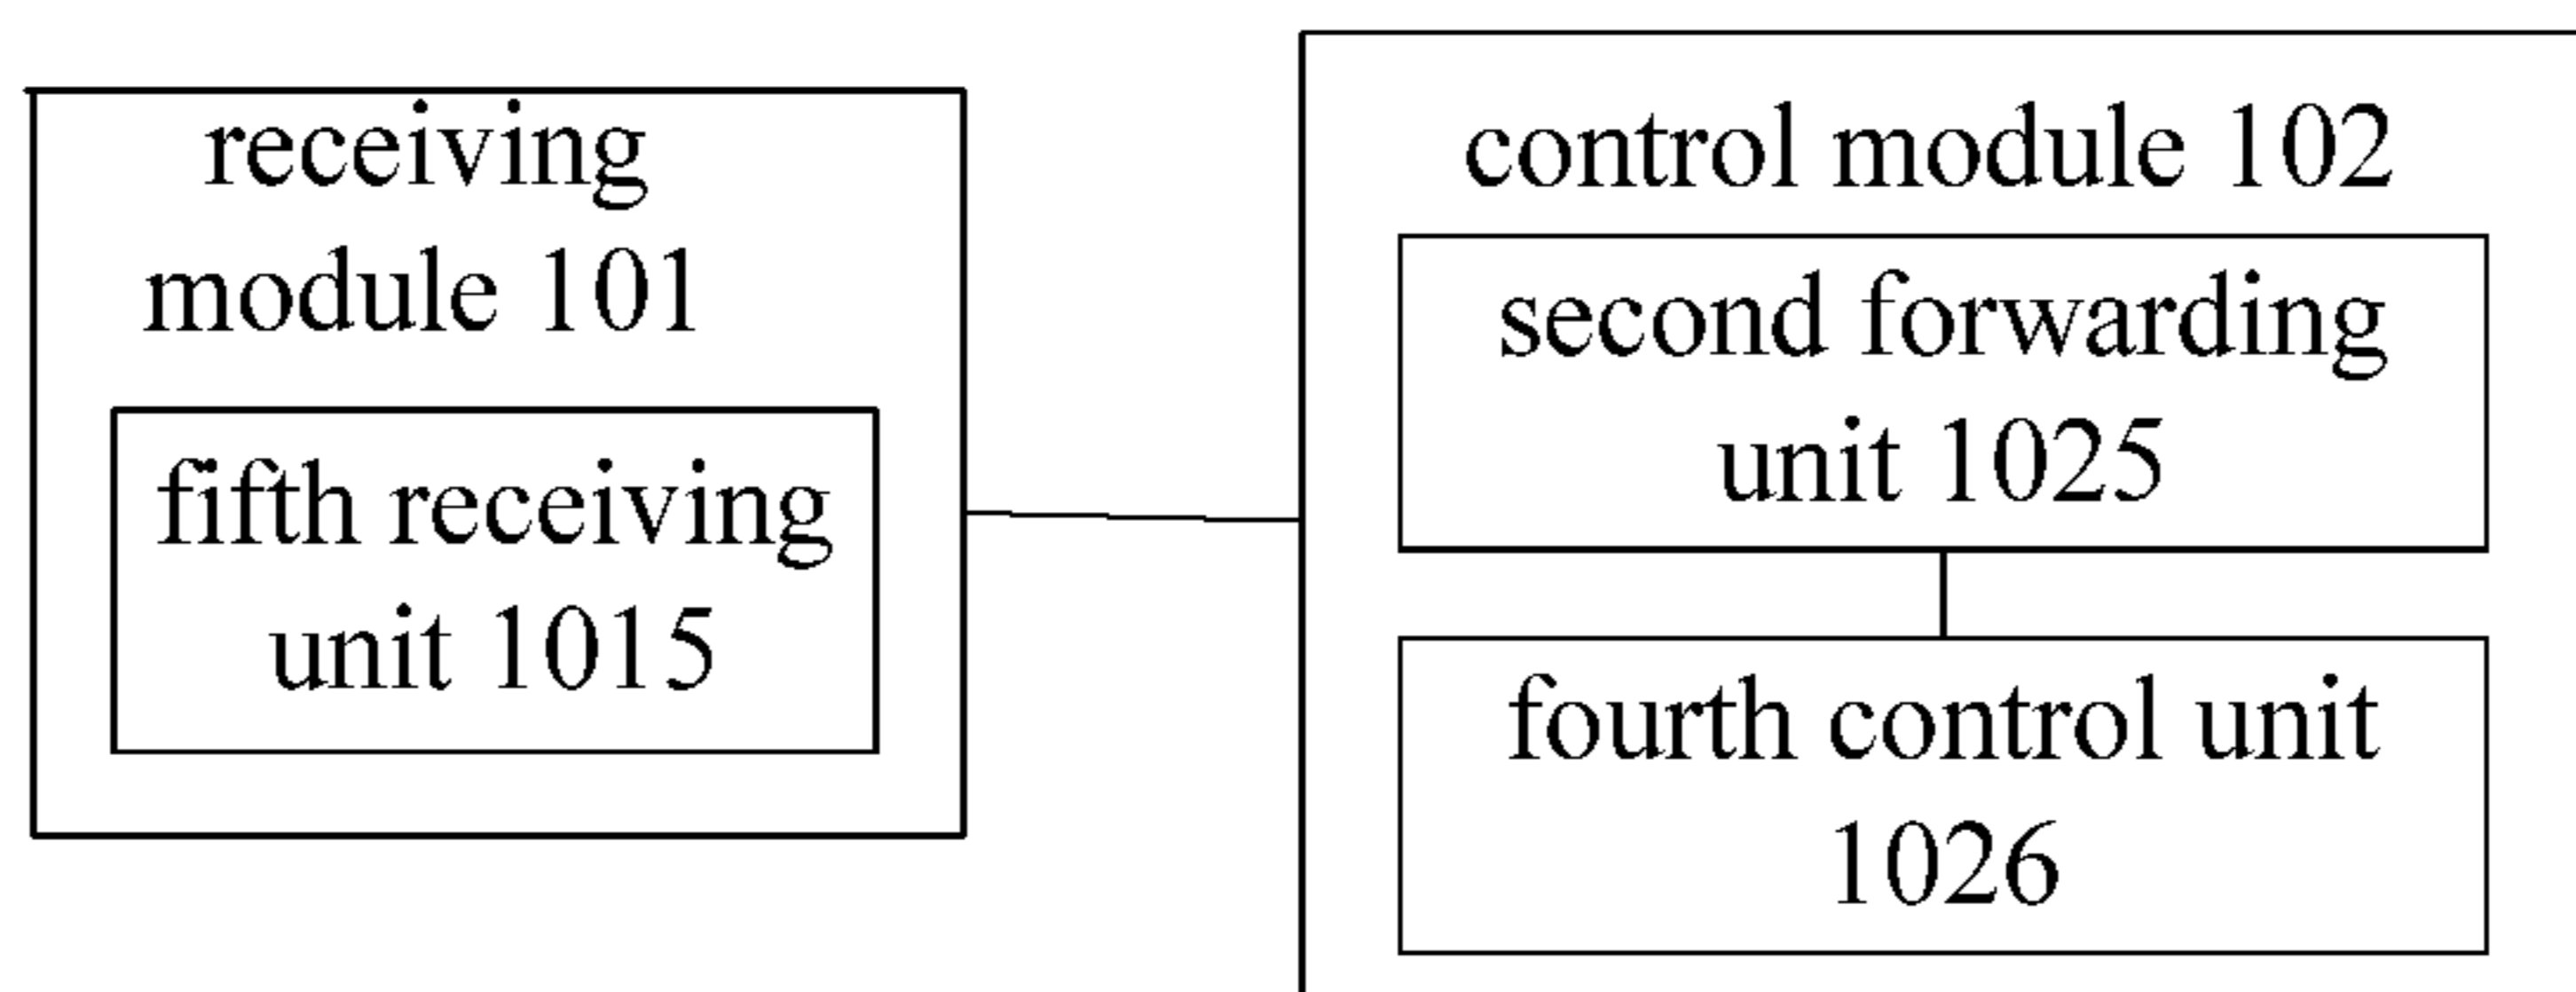 receiving
module 101
fifth receiving
unit 1015
control module 102
second forwarding
unit 1025
fourth control unit
1026